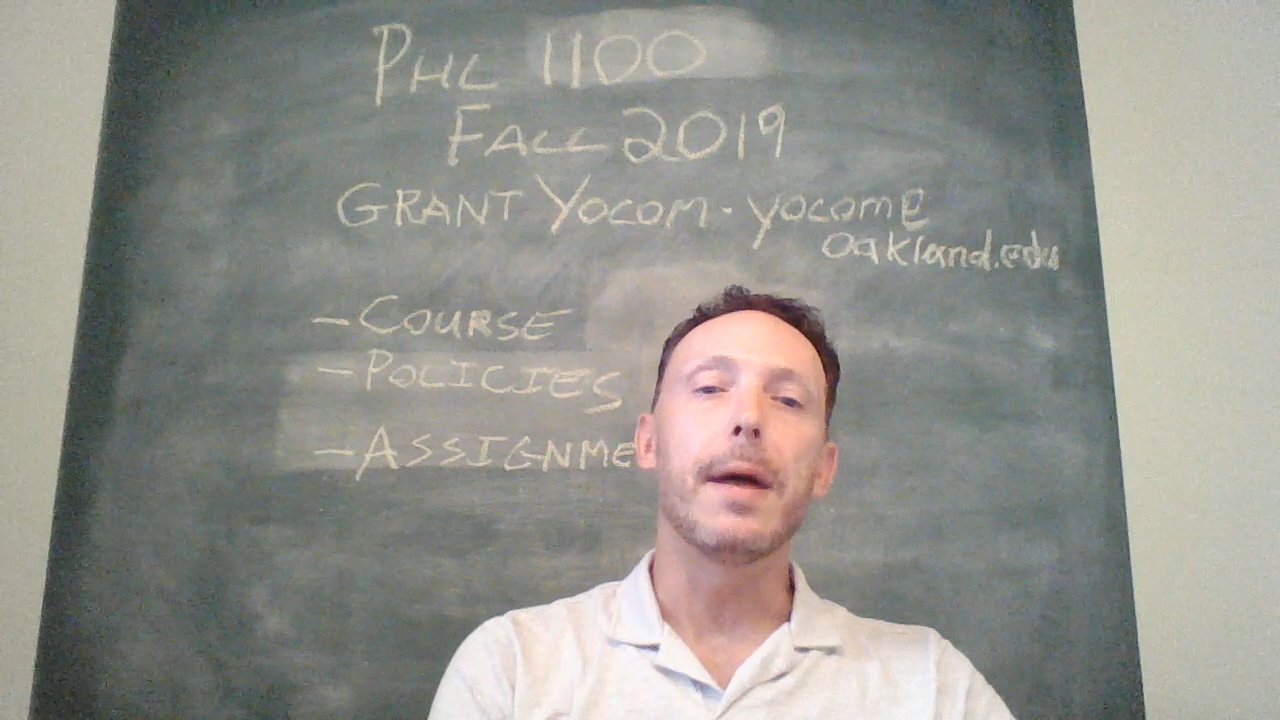 PHL 1100
FALL 2019
GRANT YOCOM - yocom@
oakland.edu
- COURSE
- POLICIES
- ASSIGNME